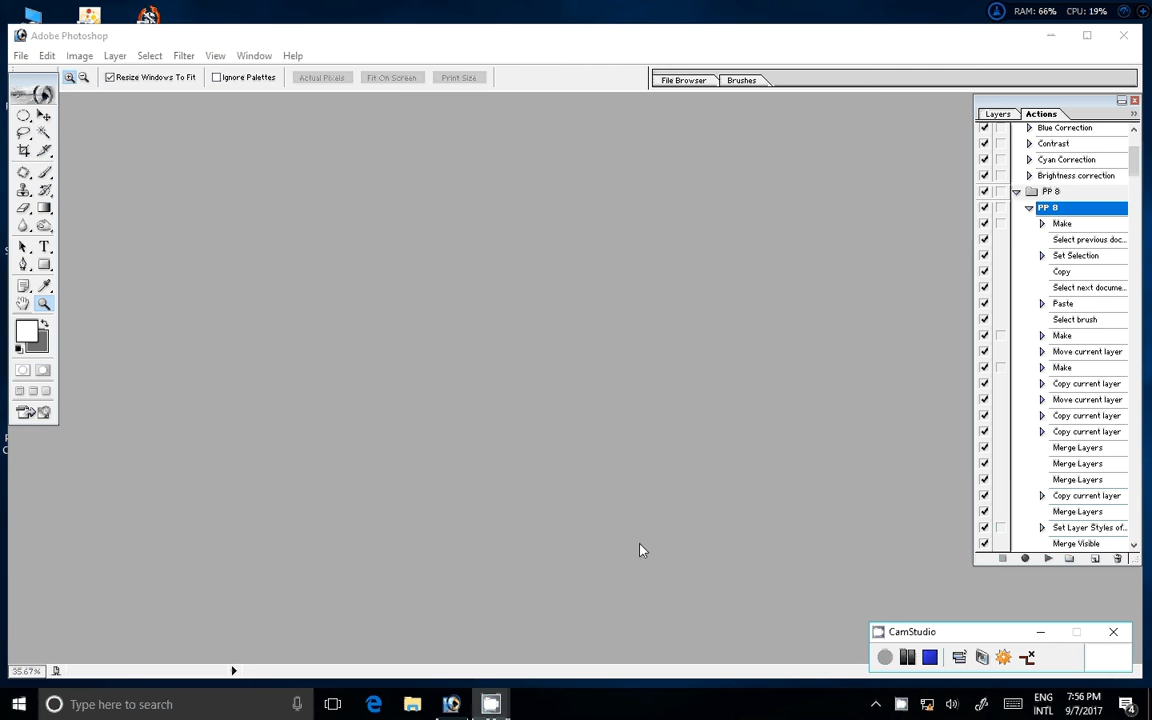 RAM: 66% CPU: 19%
Adobe Photoshop
File Edit Image Layer Select Filter View Window Help
Resize Windows To Fit Ignore Palettes Actual Pixels Fit On Screen Print Size File Browser Brushes
Layers Actions
Blue Correction
Contrast
Cyan Correction
Brightness correction
PP 8
PP 8
Make
Select previous doc...
Set Selection
Copy
Select next docume...
Paste
Select brush
Make
Move current layer
Make
Copy current layer
Move current layer
Copy current layer
Copy current layer
Merge Layers
Merge Layers
Merge Layers
Copy current layer
Merge Layers
Set Layer Styles of...
Merge Visible
CamStudio
35.67%
Type here to search
ENG 7:56 PM
INTL 9/7/2017
4